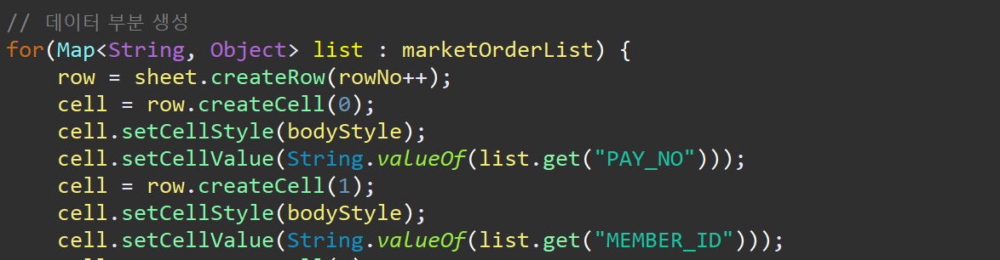 // 데이터 부분 생성
for(Map<String, Object> list : marketOrderList) {
    row = sheet.createRow(rowNo++);
    cell = row.createCell(0);
    cell.setCellStyle(bodyStyle);
    cell.setCellValue(String.valueOf(list.get("PAY_NO")));
    cell = row.createCell(1);
    cell.setCellStyle(bodyStyle);
    cell.setCellValue(String.valueOf(list.get("MEMBER_ID")));